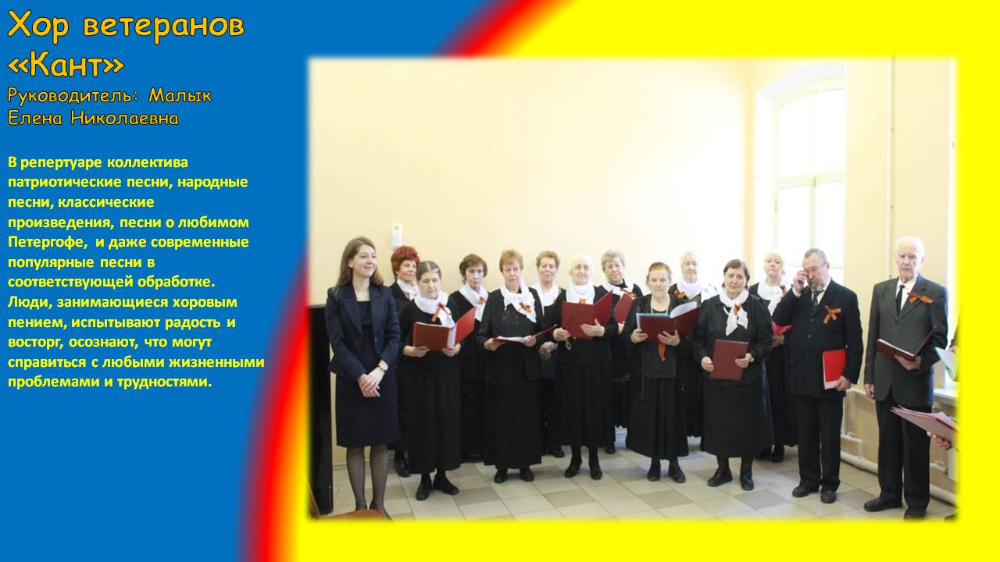 Хор ветеранов
«Кант»
Руководитель: Малык
Елена Николаевна
В репертуаре коллектива
патриотические песни, народные
песни, классические
произведения, песни о любимом
Петергофе, и даже современные
популярные песни в
соответствующей обработке.
Люди, занимающиеся хоровым
пением, испытывают радость и
восторг, осознают, что могут
справиться с любыми жизненными
проблемами и трудностями.